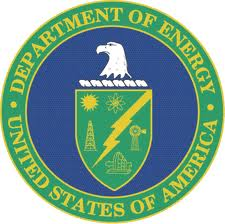 DEPARTMENT OF ENERGY
UNITED STATES OF AMERICA